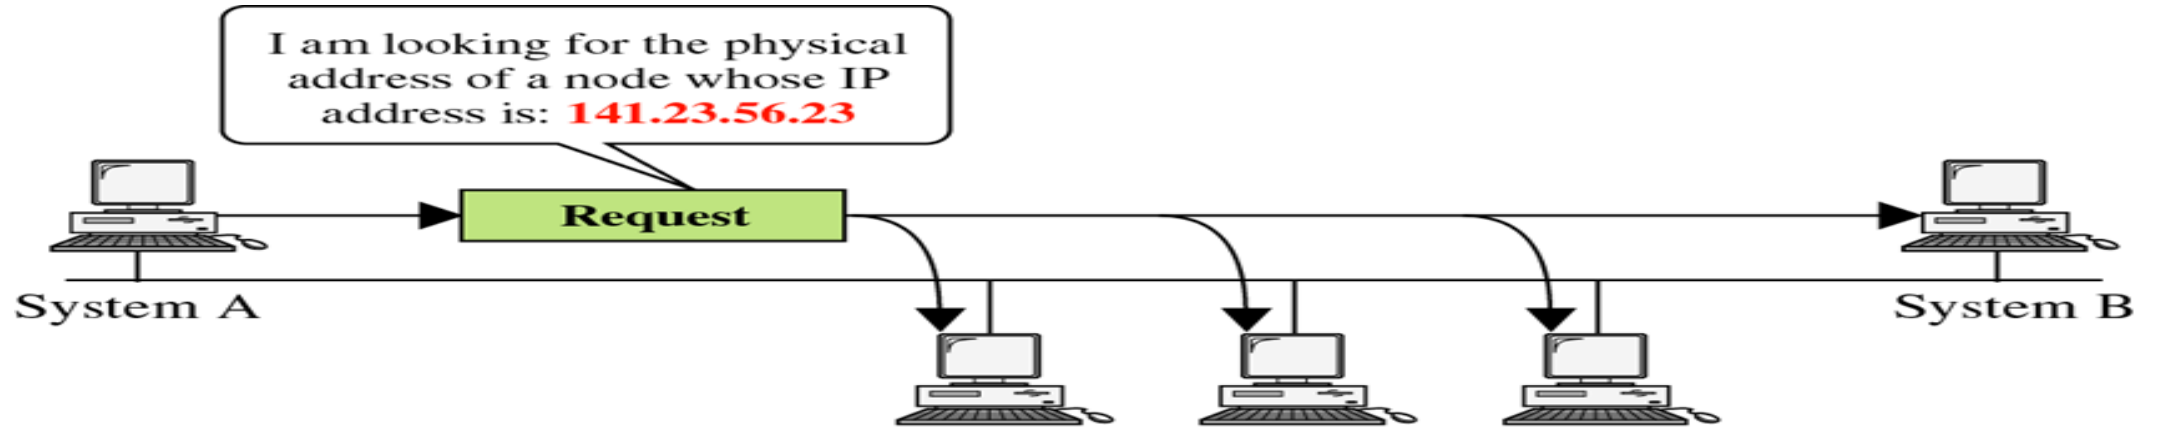 I am looking for the physical
address of a node whose IP
address is: 141.23.56.23
Request
System A
System B